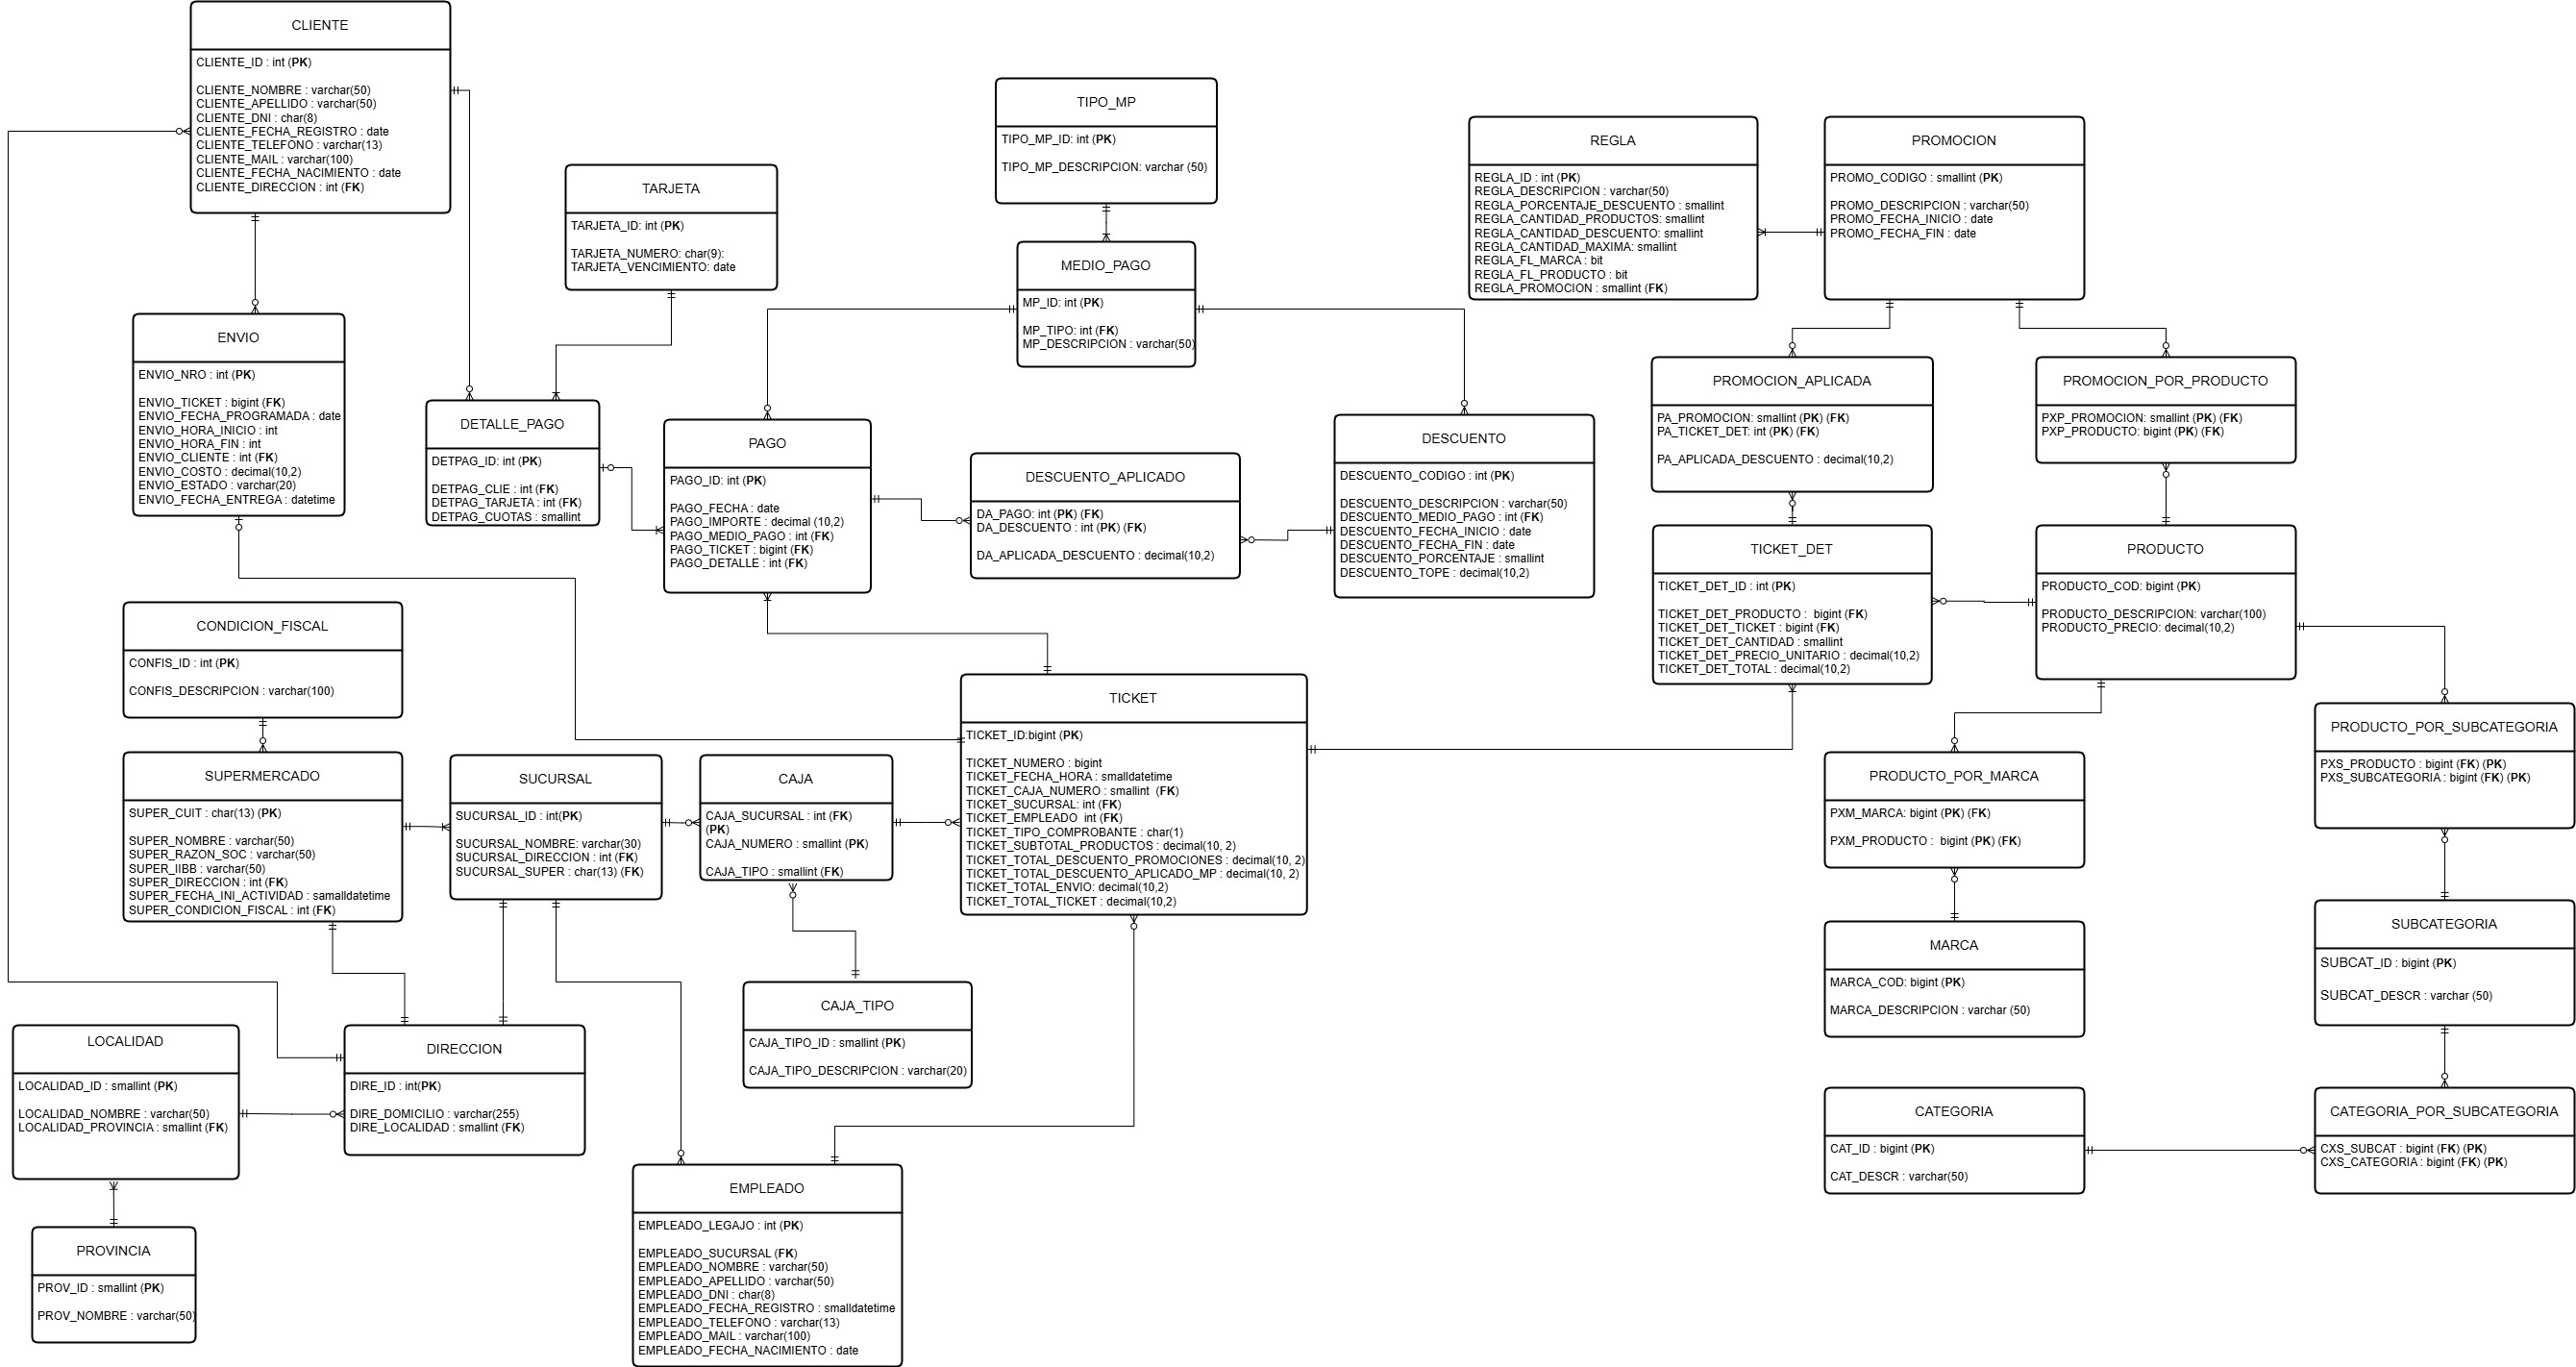 CLIENTE
CLIENTE_ID : int (PK)
CLIENTE_NOMBRE : varchar(50)
CLIENTE_APELLIDO : varchar(50)
CLIENTE_DNI : char(8)
CLIENTE_FECHA_REGISTRO : date
CLIENTE_TELEFONO : varchar(13)
CLIENTE_MAIL : varchar(100)
CLIENTE_FECHA_NACIMIENTO : date
CLIENTE_DIRECCION : int (FK)
TIPO_MP
TIPO_MP_ID: int (PK)
TIPO_MP_DESCRIPCION: varchar (50)
REGLA
REGLA_ID : int (PK)
REGLA_DESCRIPCION : varchar(50)
REGLA_PORCENTAJE_DESCUENTO : smallint
REGLA_CANTIDAD_PRODUCTOS: smallint
REGLA_CANTIDAD_DESCUENTO: smallint
REGLA_CANTIDAD_MAXIMA: smallint
REGLA_FL_MARCA : bit
REGLA_FL_PRODUCTO : bit
REGLA_PROMOCION : smallint (FK)
PROMOCION
PROMO_CODIGO : smallint (PK)
PROMO_DESCRIPCION : varchar(50)
PROMO_FECHA_INICIO : date
PROMO_FECHA_FIN : date
TARJETA
TARJETA_ID: int (PK)
TARJETA_NUMERO: char(9):
TARJETA_VENCIMIENTO: date
MEDIO_PAGO
MP_ID: int (PK)
MP_TIPO: int (FK)
MP_DESCRIPCION : varchar(50)
ENVIO
ENVIO_NRO : int (PK)
ENVIO_TICKET : bigint (FK)
ENVIO_FECHA_PROGRAMADA : date
ENVIO_HORA_INICIO : int
ENVIO_HORA_FIN : int
ENVIO_CLIENTE : int (FK)
ENVIO_COSTO : decimal(10,2)
ENVIO_ESTADO : varchar(20)
ENVIO_FECHA_ENTREGA : datetime
DETALLE_PAGO
DETPAG_ID: int (PK)
DETPAG_CLIE : int (FK)
DETPAG_TARJETA : int (FK)
DETPAG_CUOTAS : smallint
PAGO
PAGO_ID: int (PK)
PAGO_FECHA : date
PAGO_IMPORTE : decimal (10,2)
PAGO_MEDIO_PAGO : int (FK)
PAGO_TICKET : bigint (FK)
PAGO_DETALLE : int (FK)
DESCUENTO_APLICADO
DA_PAGO: int (PK) (FK)
DA_DESCUENTO : int (PK) (FK)
DA_APLICADA_DESCUENTO : decimal(10,2)
DESCUENTO
DESCUENTO_CODIGO : int (PK)
DESCUENTO_DESCRIPCION : varchar(50)
DESCUENTO_MEDIO_PAGO : int (FK)
DESCUENTO_FECHA_INICIO : date
DESCUENTO_FECHA_FIN : date
DESCUENTO_PORCENTAJE : smallint
DESCUENTO_TOPE : decimal(10,2)
PROMOCION_APLICADA
PA_PROMOCION: smallint (PK) (FK)
PA_TICKET_DET: int (PK) (FK)
PA_APLICADA_DESCUENTO : decimal(10,2)
PROMOCION_POR_PRODUCTO
PXP_PROMOCION: smallint (PK) (FK)
PXP_PRODUCTO: bigint (PK) (FK)
TICKET_DET
TICKET_DET_ID : int (PK)
TICKET_DET_PRODUCTO : bigint (FK)
TICKET_DET_TICKET : bigint (FK)
TICKET_DET_CANTIDAD : smallint
TICKET_DET_PRECIO_UNITARIO : decimal(10,2)
TICKET_DET_TOTAL : decimal(10,2)
PRODUCTO
PRODUCTO_COD: bigint (PK)
PRODUCTO_DESCRIPCION: varchar(100)
PRODUCTO_PRECIO: decimal(10,2)
CONDICION_FISCAL
CONFIS_ID : int (PK)
CONFIS_DESCRIPCION : varchar(100)
SUPERMERCADO
SUPER_CUIT : char(13) (PK)
SUPER_NOMBRE : varchar(50)
SUPER_RAZON_SOC : varchar(50)
SUPER_IIBB : varchar(50)
SUPER_DIRECCION : int (FK)
SUPER_FECHA_INI_ACTIVIDAD : samalldatetime
SUPER_CONDICION_FISCAL : int (FK)
SUCURSAL
SUCURSAL_ID : int(PK)
SUCURSAL_NOMBRE: varchar(30)
SUCURSAL_DIRECCION : int (FK)
SUCURSAL_SUPER : char(13) (FK)
CAJA
CAJA_SUCURSAL : int (FK)
(PK)
CAJA_NUMERO : smallint (PK)
CAJA_TIPO : smallint (FK)
TICKET
TICKET_ID:bigint (PK)
TICKET_NUMERO : bigint
TICKET_FECHA_HORA : smalldatetime
TICKET_CAJA_NUMERO : smallint (FK)
TICKET_SUCURSAL: int (FK)
TICKET_EMPLEADO int (FK)
TICKET_TIPO_COMPROBANTE : char(1)
TICKET_SUBTOTAL_PRODUCTOS : decimal(10, 2)
TICKET_TOTAL_DESCUENTO_PROMOCIONES : decimal(10, 2)
TICKET_TOTAL_DESCUENTO_APLICADO_MP : decimal(10, 2)
TICKET_TOTAL_ENVIO: decimal(10,2)
TICKET_TOTAL_TICKET : decimal(10,2)
PRODUCTO_POR_MARCA
PXM_MARCA: bigint (PK) (FK)
PXM_PRODUCTO : bigint (PK) (FK)
PRODUCTO_POR_SUBCATEGORIA
PXS_PRODUCTO : bigint (FK) (PK)
PXS_SUBCATEGORIA : bigint (FK) (PK)
MARCA
MARCA_COD: bigint (PK)
MARCA_DESCRIPCION : varchar (50)
SUBCATEGORIA
SUBCAT_ID : bigint (PK)
SUBCAT_DESCR : varchar (50)
CAJA_TIPO
CAJA_TIPO_ID : smallint (PK)
CAJA_TIPO_DESCRIPCION : varchar(20)
LOCALIDAD
LOCALIDAD_ID : smallint (PK)
LOCALIDAD_NOMBRE : varchar(50)
LOCALIDAD_PROVINCIA : smallint (FK)
DIRECCION
DIRE_ID : int(PK)
DIRE_DOMICILIO : varchar(255)
DIRE_LOCALIDAD : smallint (FK)
CATEGORIA
CAT_ID : bigint (PK)
CAT_DESCR : varchar(50)
CATEGORIA_POR_SUBCATEGORIA
CXS_SUBCAT : bigint (FK) (PK)
CXS_CATEGORIA : bigint (FK) (PK)
PROVINCIA
PROV_ID : smallint (PK)
PROV_NOMBRE : varchar(50)
EMPLEADO
EMPLEADO_LEGAJO : int (PK)
EMPLEADO_SUCURSAL (FK)
EMPLEADO_NOMBRE : varchar(50)
EMPLEADO_APELLIDO : varchar(50)
EMPLEADO_DNI : char(8)
EMPLEADO_FECHA_REGISTRO : smalldatetime
EMPLEADO_TELEFONO : varchar(13)
EMPLEADO_MAIL : varchar(100)
EMPLEADO_FECHA_NACIMIENTO : date